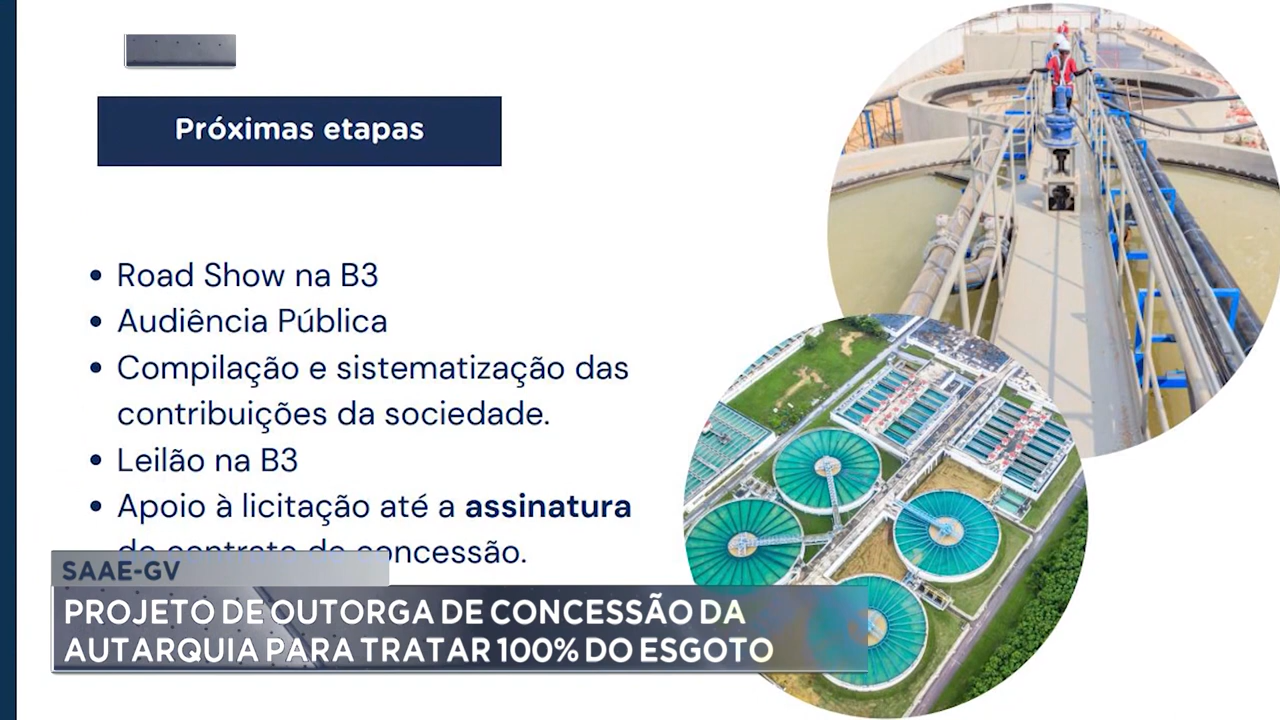 Próximas etapas
• Road Show na B3
• Audiência Pública
• Compilação e sistematização das
contribuições da sociedade.
• Leilão na B3
• Apoio à licitação até a assinatura
do contrato de concessão.
SAAE-GV
PROJETO DE OUTORGA DE CONCESSÃO DA
AUTARQUIA PARA TRATAR 100% DO ESGOTO